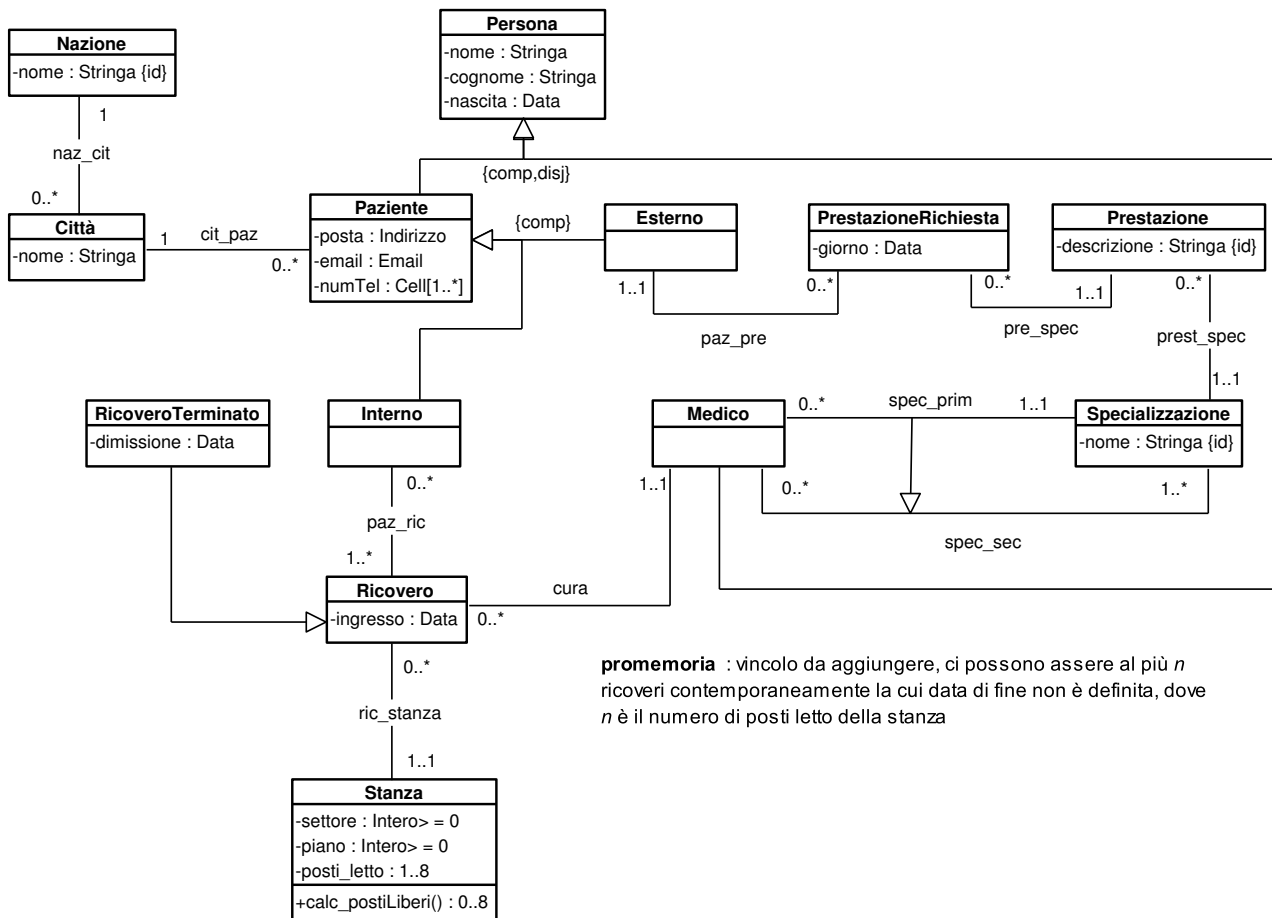 Persona
-nome : Stringa
-cognome : Stringa
-nascita : Data
Nazione
-nome : Stringa {id}
1
naz_cit
0..*
Città
-nome : Stringa
1
cit_paz
0..*
{comp,disj}
Paziente
-posta : Indirizzo
-email : Email
-numTel : Cell[1..*]
{comp}
Esterno
1..1
paz_pre
0..*
PrestazioneRichiesta
-giorno : Data
0..*
pre_spec
1..1
Prestazione
-descrizione : Stringa {id}
0..*
prest_spec
1..1
RicoveroTerminato
-dimissione : Data
Interno
0..*
paz_ric
1..*
Medico
0..*
spec_prim
1..1
Specializzazione
-nome : Stringa {id}
1..1
0..*
1..*
spec_sec
Ricovero
-ingresso : Data
cura
0..*
0..*
ric_stanza
1..1
promemoria : vincolo da aggiungere, ci possono assere al più n
ricoveri contemporaneamente la cui data di fine non è definita, dove
n è il numero di posti letto della stanza
Stanza
-settore : Intero> = 0
-piano : Intero> = 0
-posti_letto : 1..8
+calc_postiLiberi() : 0..8